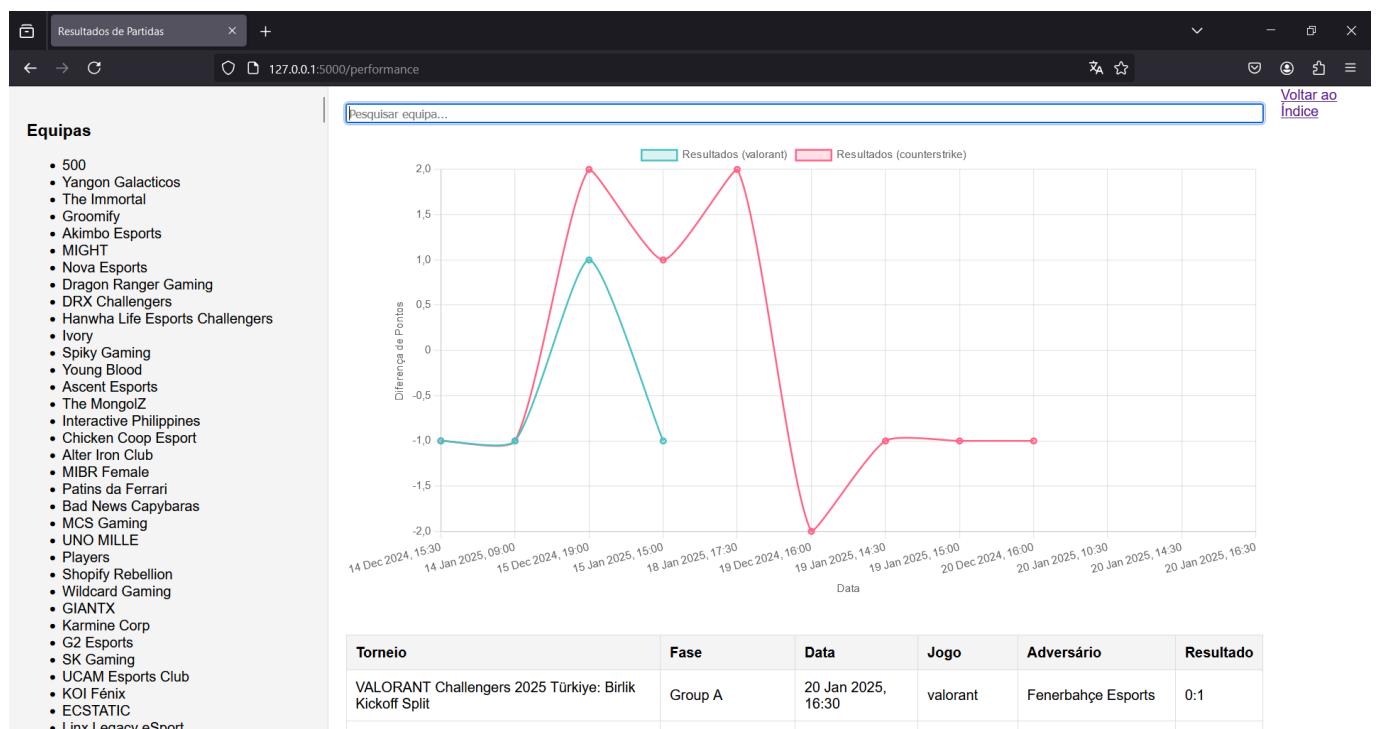 Resultados de Partidas
127.0.0.1:5000/performance
Voltar ao
Índice
Equipas
500
Yangon Galacticos
The Immortal
Groomify
Akimbo Esports
MIGHT
Nova Esports
Dragon Ranger Gaming
DRX Challengers
Hanwha Life Esports Challengers
Ivory
Spiky Gaming
Young Blood
Ascent Esports
The MongolZ
Interactive Philippines
Chicken Coop Esport
Alter Iron Club
MIBR Female
Patins da Ferrari
Bad News Capybaras
MCS Gaming
UNO MILLE
Players
Shopify Rebellion
Wildcard Gaming
GIANTX
Karmine Corp
G2 Esports
SK Gaming
UCAM Esports Club
KOI Fénix
ECSTATIC
Linx Legacy eSport
Pesquisar equipa...
Resultados (valorant) Resultados (counterstrike)
Diferença de Pontos
2,0
1,5
1,0
0,5
0
-0,5
-1,0
-1,5
-2,0
14 Dec 2024, 15:30
14 Jan 2025, 09:00
15 Dec 2024, 19:00
15 Jan 2025, 15:00
18 Jan 2025, 17:30
19 Dec 2024, 16:00
19 Jan 2025, 14:30
19 Jan 2025, 15:00
20 Dec 2024, 16:00
20 Jan 2025, 10:30
20 Jan 2025, 14:30
20 Jan 2025, 16:30
Data
Torneio Fase Data Jogo Adversário Resultado
VALORANT Challengers 2025 Türkiye: Birlik
Kickoff Split
Group A
20 Jan 2025,
16:30
valorant
Fenerbahçe Esports
0:1